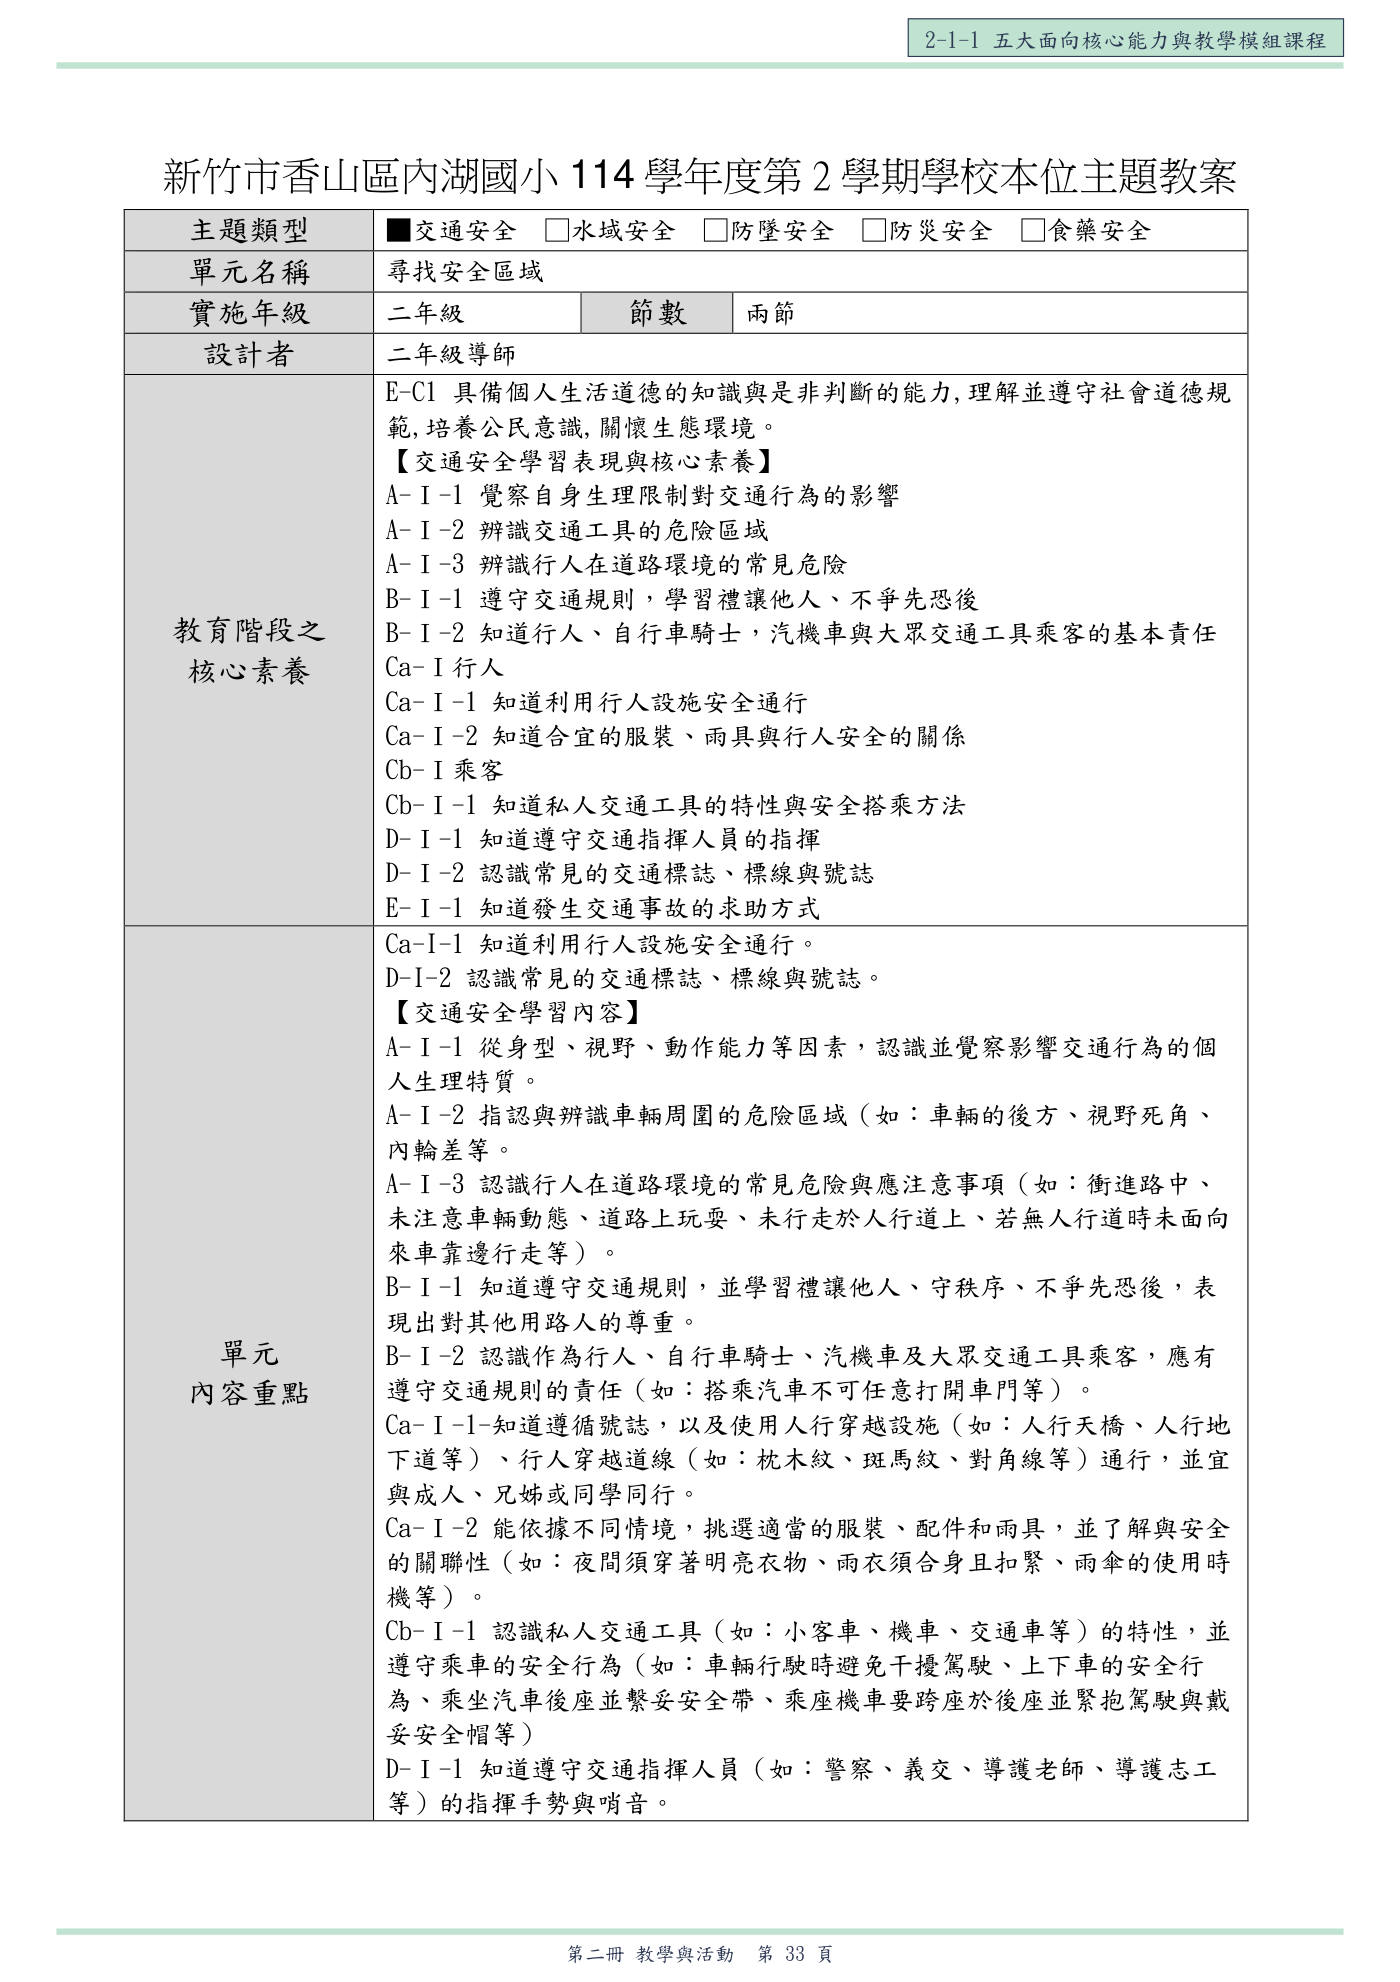 2-1-1 五大面向核心能力與教學模組課程
新竹市香山區內湖國小 114 學年度第 2 學期學校本位主題教案
主題類型 ■交通安全 □水域安全 □防墜安全 □防災安全 □食藥安全
單元名稱 尋找安全區域
實施年級 二年級 節數 兩節
設計者 二年級導師
教育階段之
核心素養
E-C1 具備個人生活道德的知識與是非判斷的能力,理解並遵守社會道德規
範,培養公民意識,關懷生態環境。
【交通安全學習表現與核心素養】
A-Ⅰ-1 覺察自身生理限制對交通行為的影響
A-Ⅰ-2 辨識交通工具的危險區域
A-Ⅰ-3 辨識行人在道路環境的常見危險
B-Ⅰ-1 遵守交通規則，學習禮讓他人、不爭先恐後
B-Ⅰ-2 知道行人、自行車騎士，汽機車與大眾交通工具乘客的基本責任
Ca-Ⅰ行人
Ca-Ⅰ-1 知道利用行人設施安全通行
Ca-Ⅰ-2 知道合宜的服裝、雨具與行人安全的關係
Cb-Ⅰ乘客
Cb-Ⅰ-1 知道私人交通工具的特性與安全搭乘方法
D-Ⅰ-1 知道遵守交通指揮人員的指揮
D-Ⅰ-2 認識常見的交通標誌、標線與號誌
E-Ⅰ-1 知道發生交通事故的求助方式
單元
內容重點
Ca-I-1 知道利用行人設施安全通行。
D-I-2 認識常見的交通標誌、標線與號誌。
【交通安全學習內容】
A-Ⅰ-1 從身型、視野、動作能力等因素，認識並覺察影響交通行為的個
人生理特質。
A-Ⅰ-2 指認與辨識車輛周圍的危險區域（如：車輛的後方、視野死角、
內輪差等。
A-Ⅰ-3 認識行人在道路環境的常見危險與應注意事項（如：衝進路中、
未注意車輛動態、道路上玩耍、未行走於人行道上、若無人行道時未面向
來車靠邊行走等）。
B-Ⅰ-1 知道遵守交通規則，並學習禮讓他人、守秩序、不爭先恐後，表
現出對其他用路人的尊重。
B-Ⅰ-2 認識作為行人、自行車騎士、汽機車及大眾交通工具乘客，應有
遵守交通規則的責任（如：搭乘汽車不可任意打開車門等）。
Ca-Ⅰ-1-知道遵循號誌，以及使用人行穿越設施（如：人行天橋、人行地
下道等）、行人穿越道線（如：枕木紋、斑馬紋、對角線等）通行，並宜
與成人、兄姊或同學同行。
Ca-Ⅰ-2 能依據不同情境，挑選適當的服裝、配件和雨具，並了解與安全
的關聯性（如：夜間須穿著明亮衣物、雨衣須合身且扣緊、雨傘的使用時
機等）。
Cb-Ⅰ-1 認識私人交通工具（如：小客車、機車、交通車等）的特性，並
遵守乘車的安全行為（如：車輛行駛時避免干擾駕駛、上下車的安全行
為、乘坐汽車後座並繫妥安全帶、乘座機車要跨座於後座並緊抱駕駛與戴
妥安全帽等）
D-Ⅰ-1 知道遵守交通指揮人員（如：警察、義交、導護老師、導護志工
等）的指揮手勢與哨音。
第二冊 教學與活動 第 33 頁